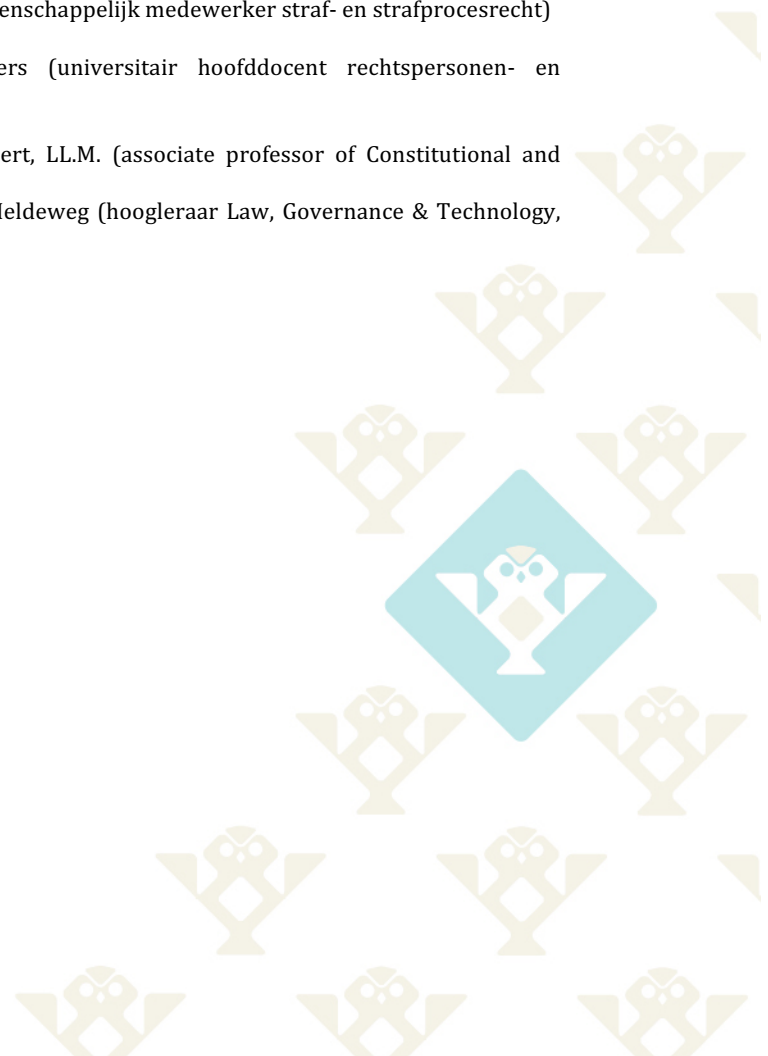 enschappelijk medewerker straf- en strafprocesrecht)
ers (universitair hoofddocent rechtspersonen- en
ert, LL.M. (associate professor of Constitutional and
eldeweg (hoogleraar Law, Governance & Technology,